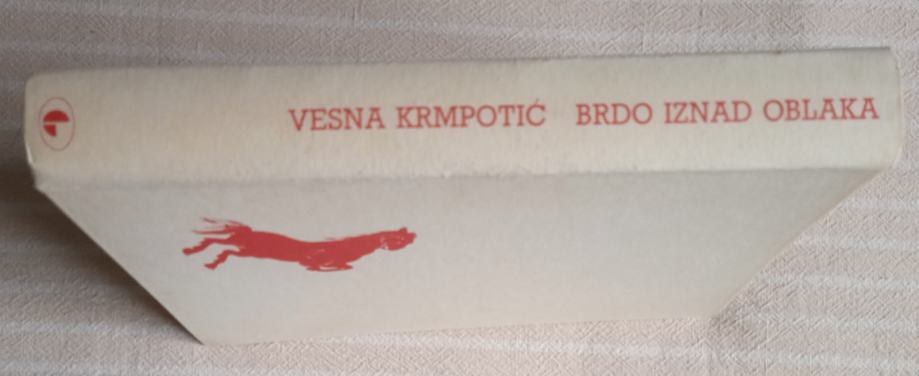 VESNA KRMPOTIĆ BRDO IZNAD OBLAKA